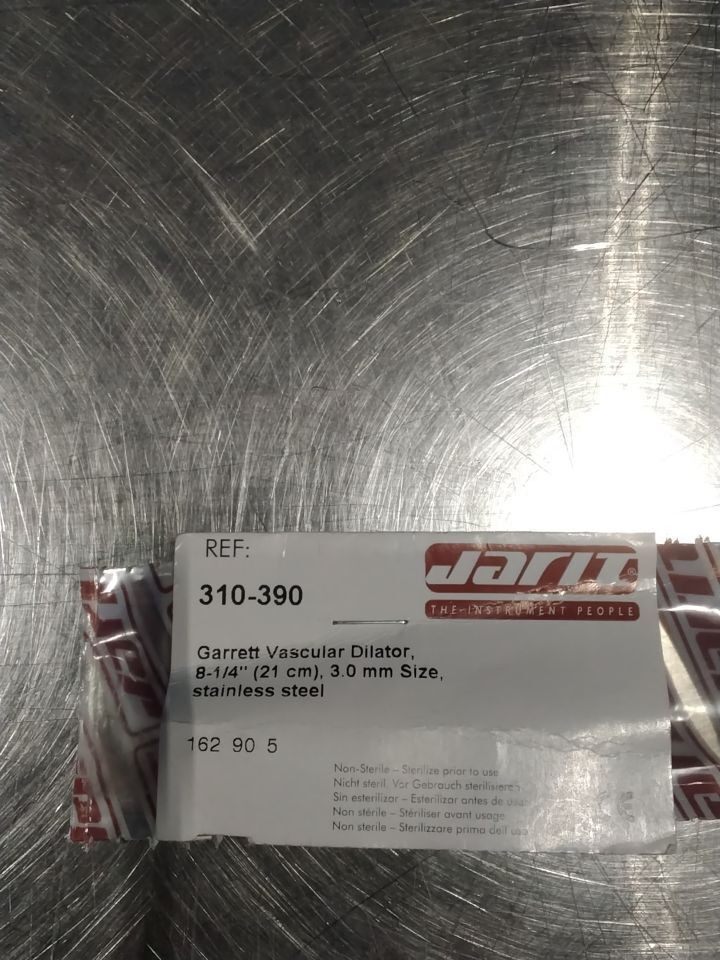 REF:
310-390
JARIT®
THE INSTRUMENT PEOPLE
Garrett Vascular Dilator,
8-1/4" (21 cm), 3.0 mm Size,
stainless steel
162 90 5
Non-Sterile – Sterilize prior to use
Nicht steril. Vor Gebrauch sterilisieren
Sin esterilizar – Esterilizar antes de usar
Non stérile – Stériliser avant usage
Non sterile – Sterilizzare prima dell'uso
CE